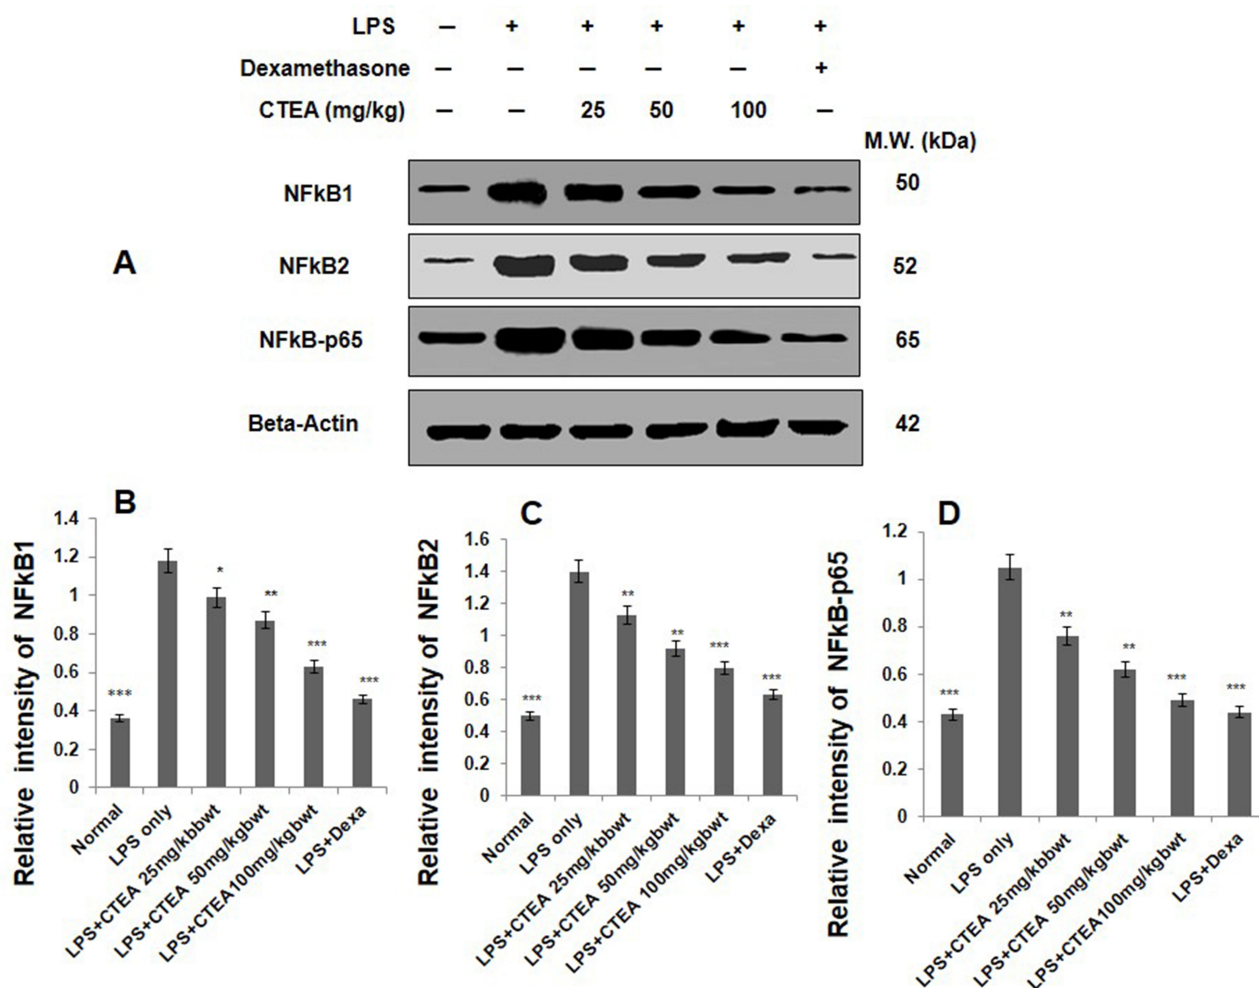 LPS – + + + + +
Dexamethasone – – – – – +
CTEA (mg/kg) – – 25 50 100 –
M.W. (kDa)
NFkB1 50
A
NFkB2 52
NFkB-p65 65
Beta-Actin 42
B
Relative intensity of NFkB1
1.4
1.2
1
0.8
0.6
0.4
0.2
0
***
*
**
***
***
Normal
LPS only
LPS+CTEA 25mg/kbbwt
LPS+CTEA 50mg/kgbwt
LPS+CTEA100mg/kgbwt
LPS+Dexa
C
Relative intensity of NFkB2
1.6
1.4
1.2
1
0.8
0.6
0.4
0.2
0
***
**
**
***
***
Normal
LPS only
LPS+CTEA 25mg/kbbwt
LPS+CTEA 50mg/kgbwt
LPS+CTEA 100mg/kgbwt
LPS+Dexa
D
Relative intensity of NFkB-p65
1.2
1
0.8
0.6
0.4
0.2
0
***
**
**
***
***
Normal
LPS only
LPS+CTEA 25mg/kbbwt
LPS+CTEA 50mg/kgbwt
LPS+CTEA100mg/kgbwt
LPS+Dexa